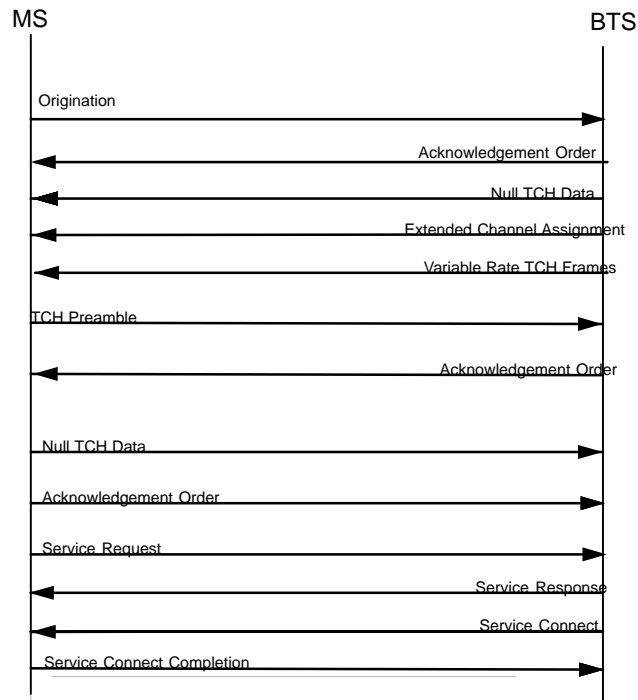 MS
BTS
Origination
Acknowledgement Order
Null TCH Data
Extended Channel Assignment
Variable Rate TCH Frames
TCH Preamble
Acknowledgement Order
Null TCH Data
Acknowledgement Order
Service Request
Service Response
Service Connect
Service Connect Completion